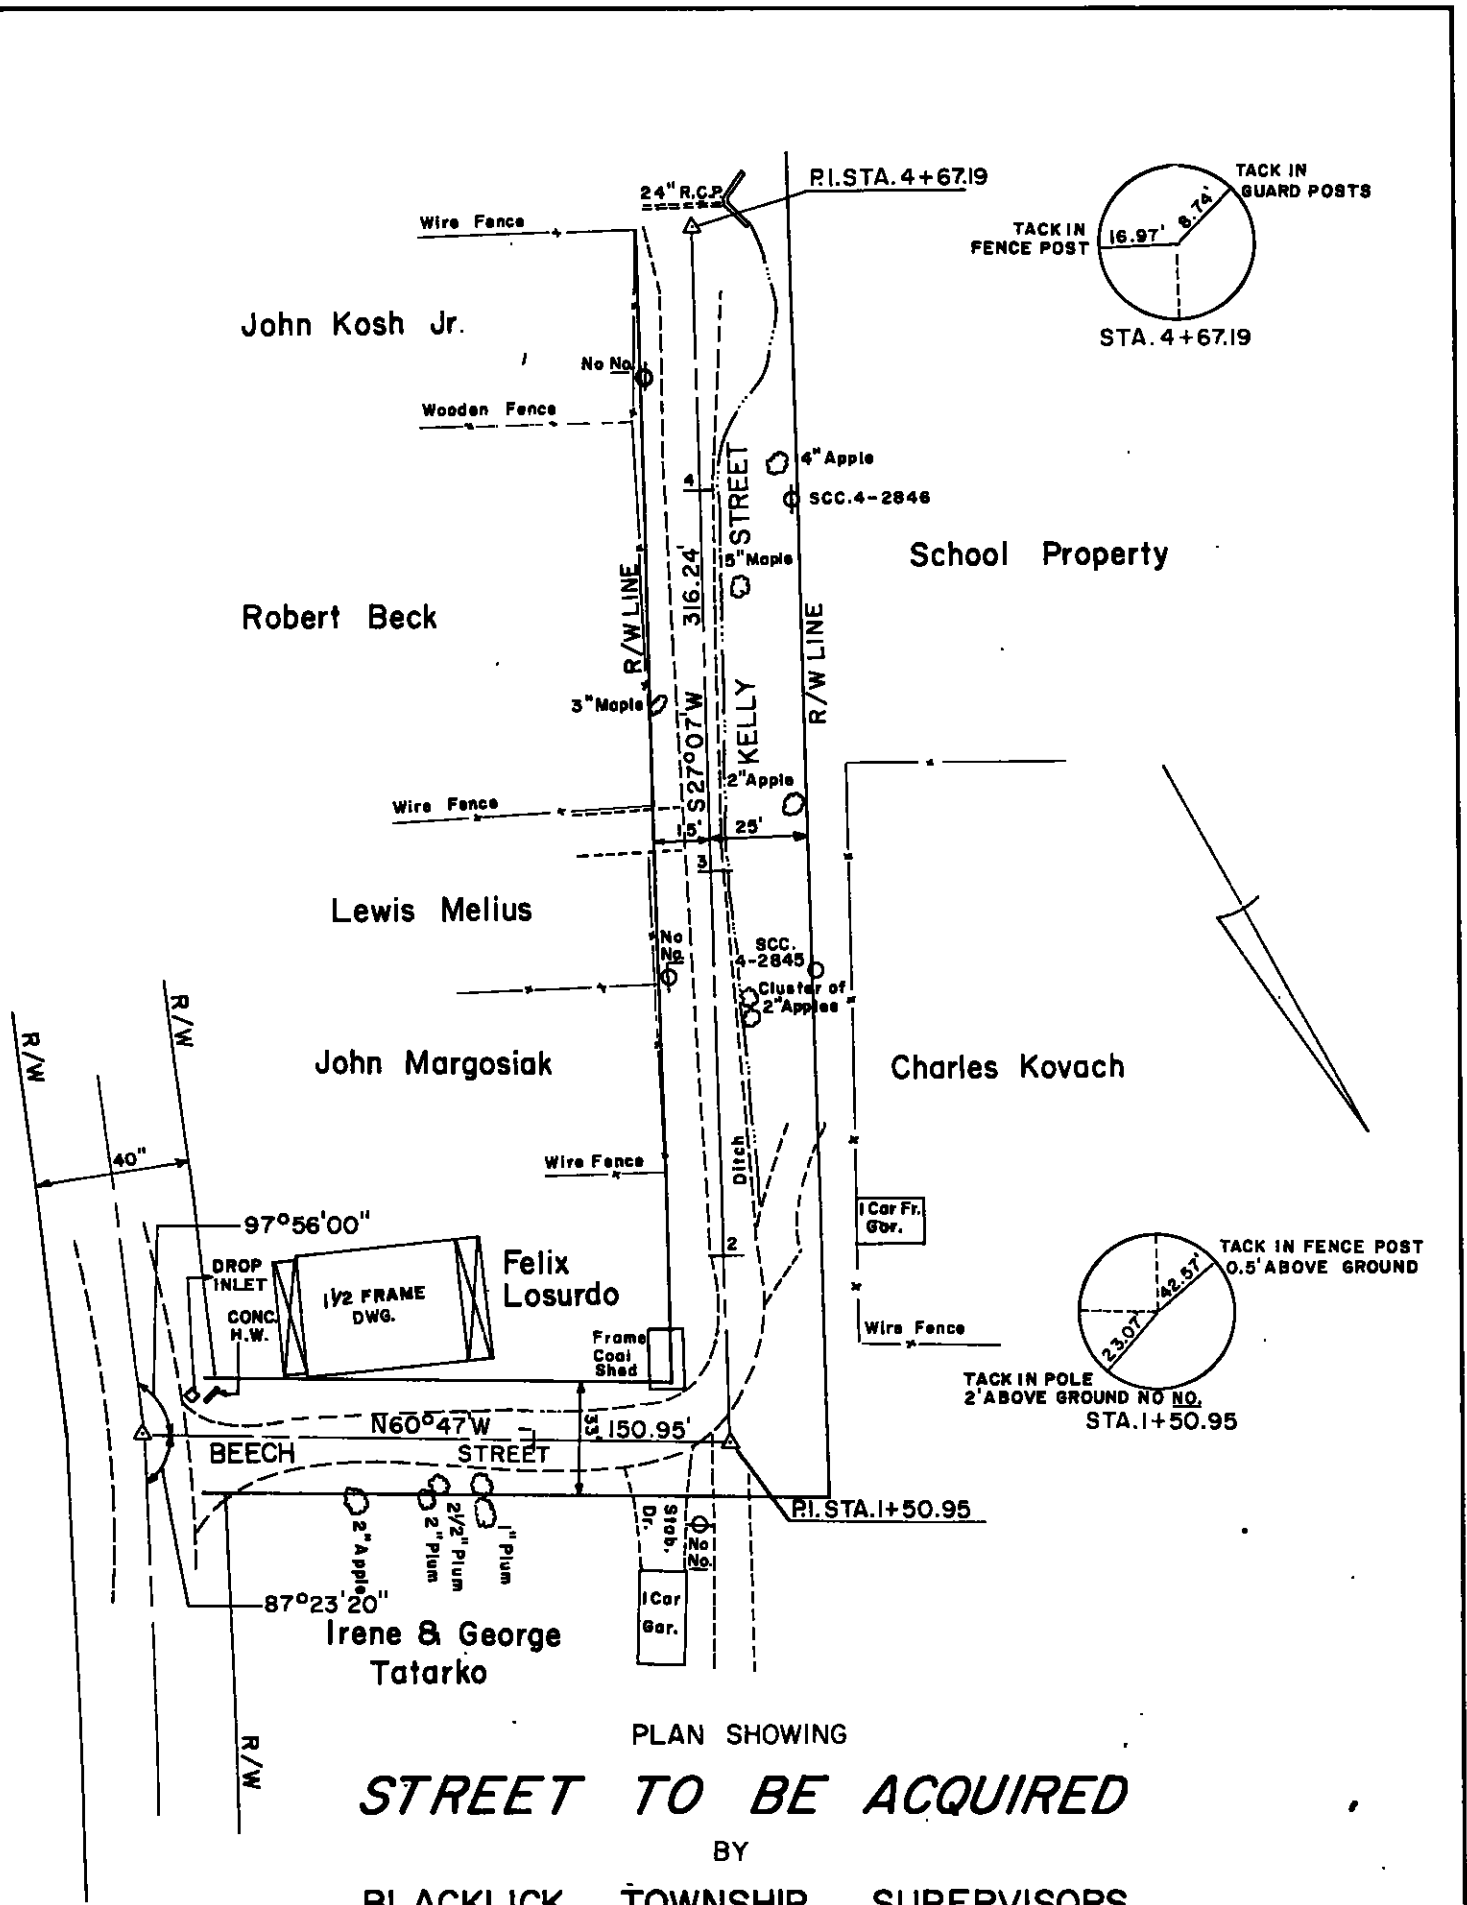 24" R.C.P.
P.I. STA. 4+67.19
Wire Fence
TACK IN
GUARD POSTS
8.74'
TACK IN
FENCE POST
16.97'
STA. 4+67.19
John Kosh Jr.
No No.
Wooden Fence
4" Apple
4
SCC. 4-2846
STREET
5" Maple
School Property
316.24'
R/W LINE
Robert Beck
R/W LINE
3" Maple
KELLY
S27°07'W
2" Apple
Wire Fence
15'
25'
3
Lewis Melius
No
No.
SCC.
4-2845
Cluster of
2" Apples
R/W
R/W
John Margosiak
Charles Kovach
Ditch
40"
Wire Fence
1 Car Fr.
Gar.
97°56'00"
2
DROP
INLET
Felix
Losurdo
1 1/2 FRAME
DWG.
CONC.
H.W.
Frame
Coal
Shed
Wire Fence
TACK IN FENCE POST
0.5' ABOVE GROUND
42.57'
23.07'
TACK IN POLE
2' ABOVE GROUND NO NO.
STA. 1+50.95
N60°47'W
33'
150.95'
BEECH
STREET
P.I. STA. 1+50.95
2" Apple
2" Plum
2 1/2" Plum
1" Plum
Stab.
Dr.
No
No.
87°23'20"
1 Car
Gar.
Irene & George
Tatarko
R/W
PLAN SHOWING
STREET TO BE ACQUIRED
BY
BLACKLICK TOWNSHIP SUPERVISORS